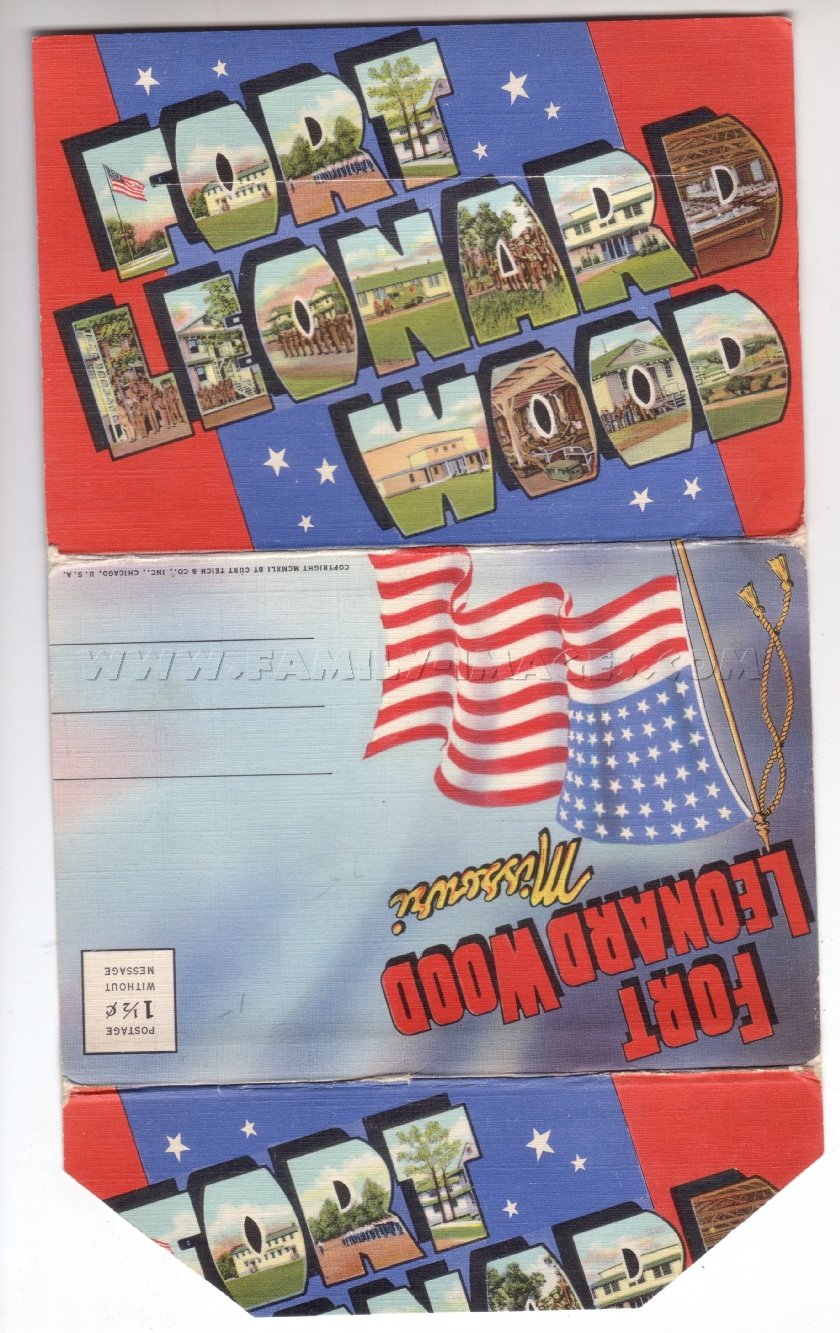 FORT
LEONARD
WOOD
COPYRIGHT MCMXLI BY CURT TEICH & CO., INC., CHICAGO, U.S.A.
WWW.FAMILY-IMAGES.COM
Missouri
FORT
LEONARD WOOD
POSTAGE
1½¢
WITHOUT
MESSAGE
FORT